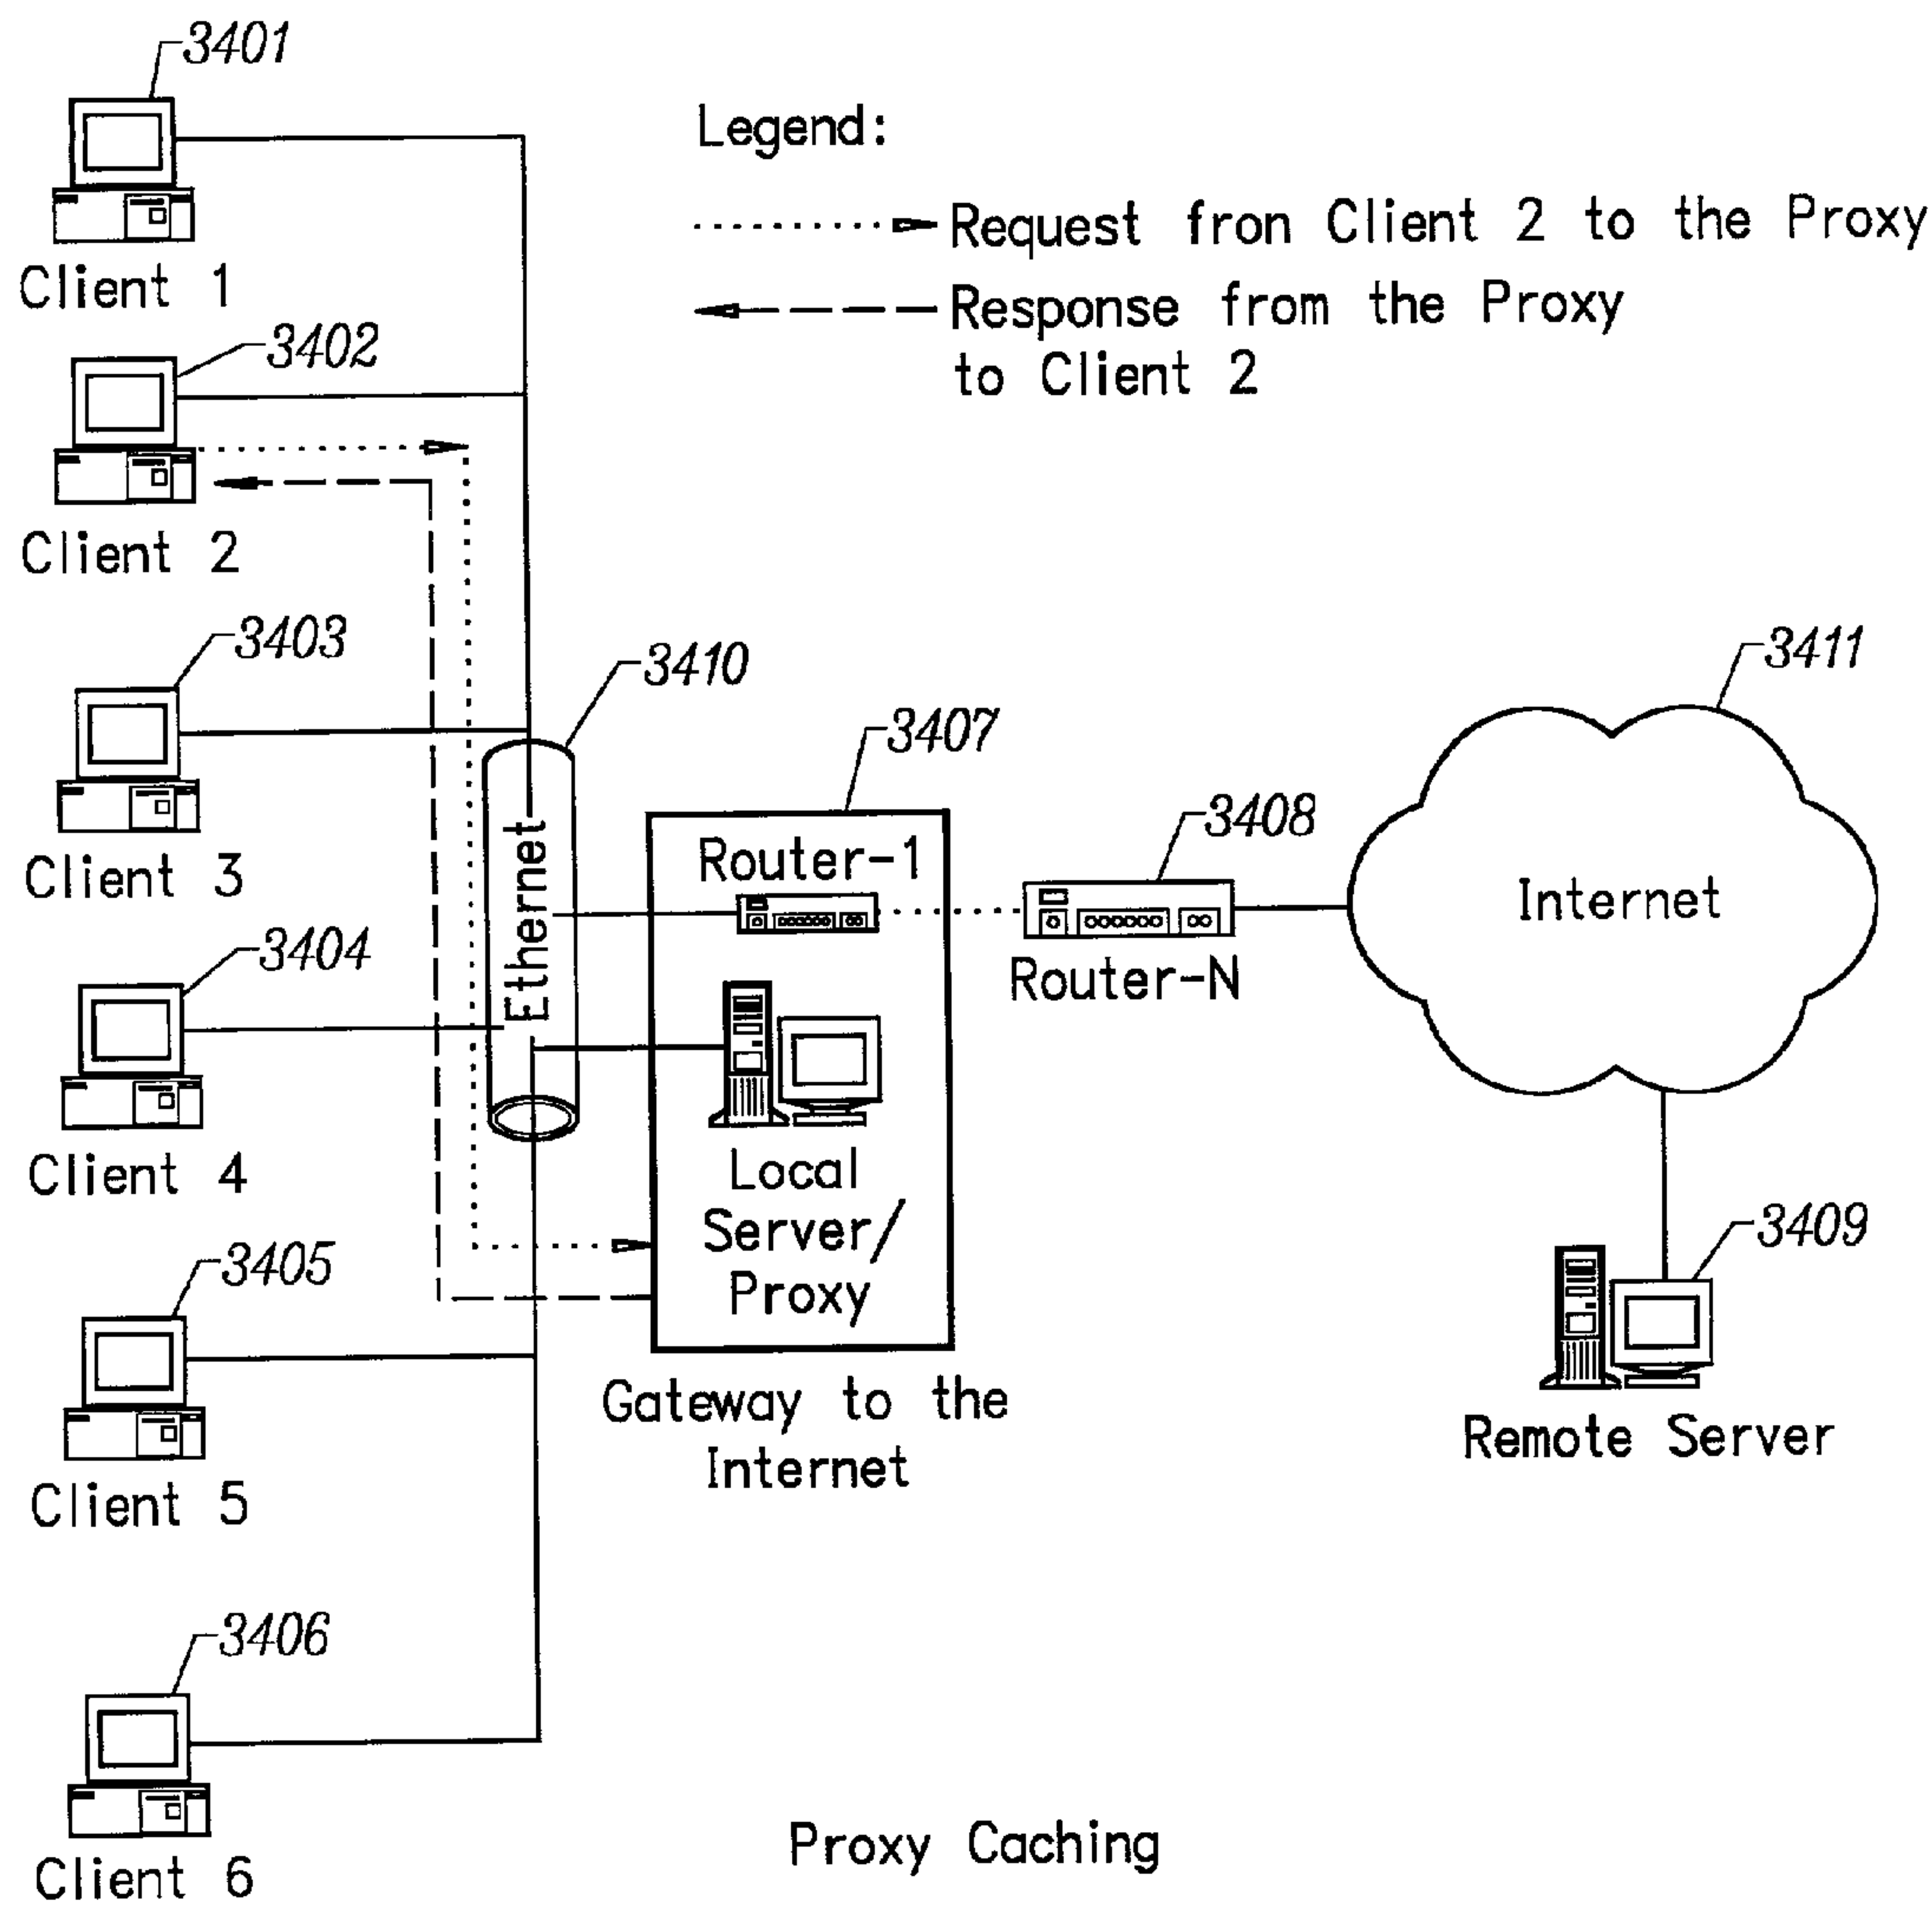 3401
Client 1
Legend:
Request fron Client 2 to the Proxy
Response from the Proxy
to Client 2
3402
Client 2
3403
Client 3
3410
Ethernet
3407
Router-1
3408
Router-N
3411
Internet
3404
Client 4
Local
Server/
Proxy
Gateway to the
Internet
3409
Remote Server
3405
Client 5
3406
Client 6
Proxy Caching